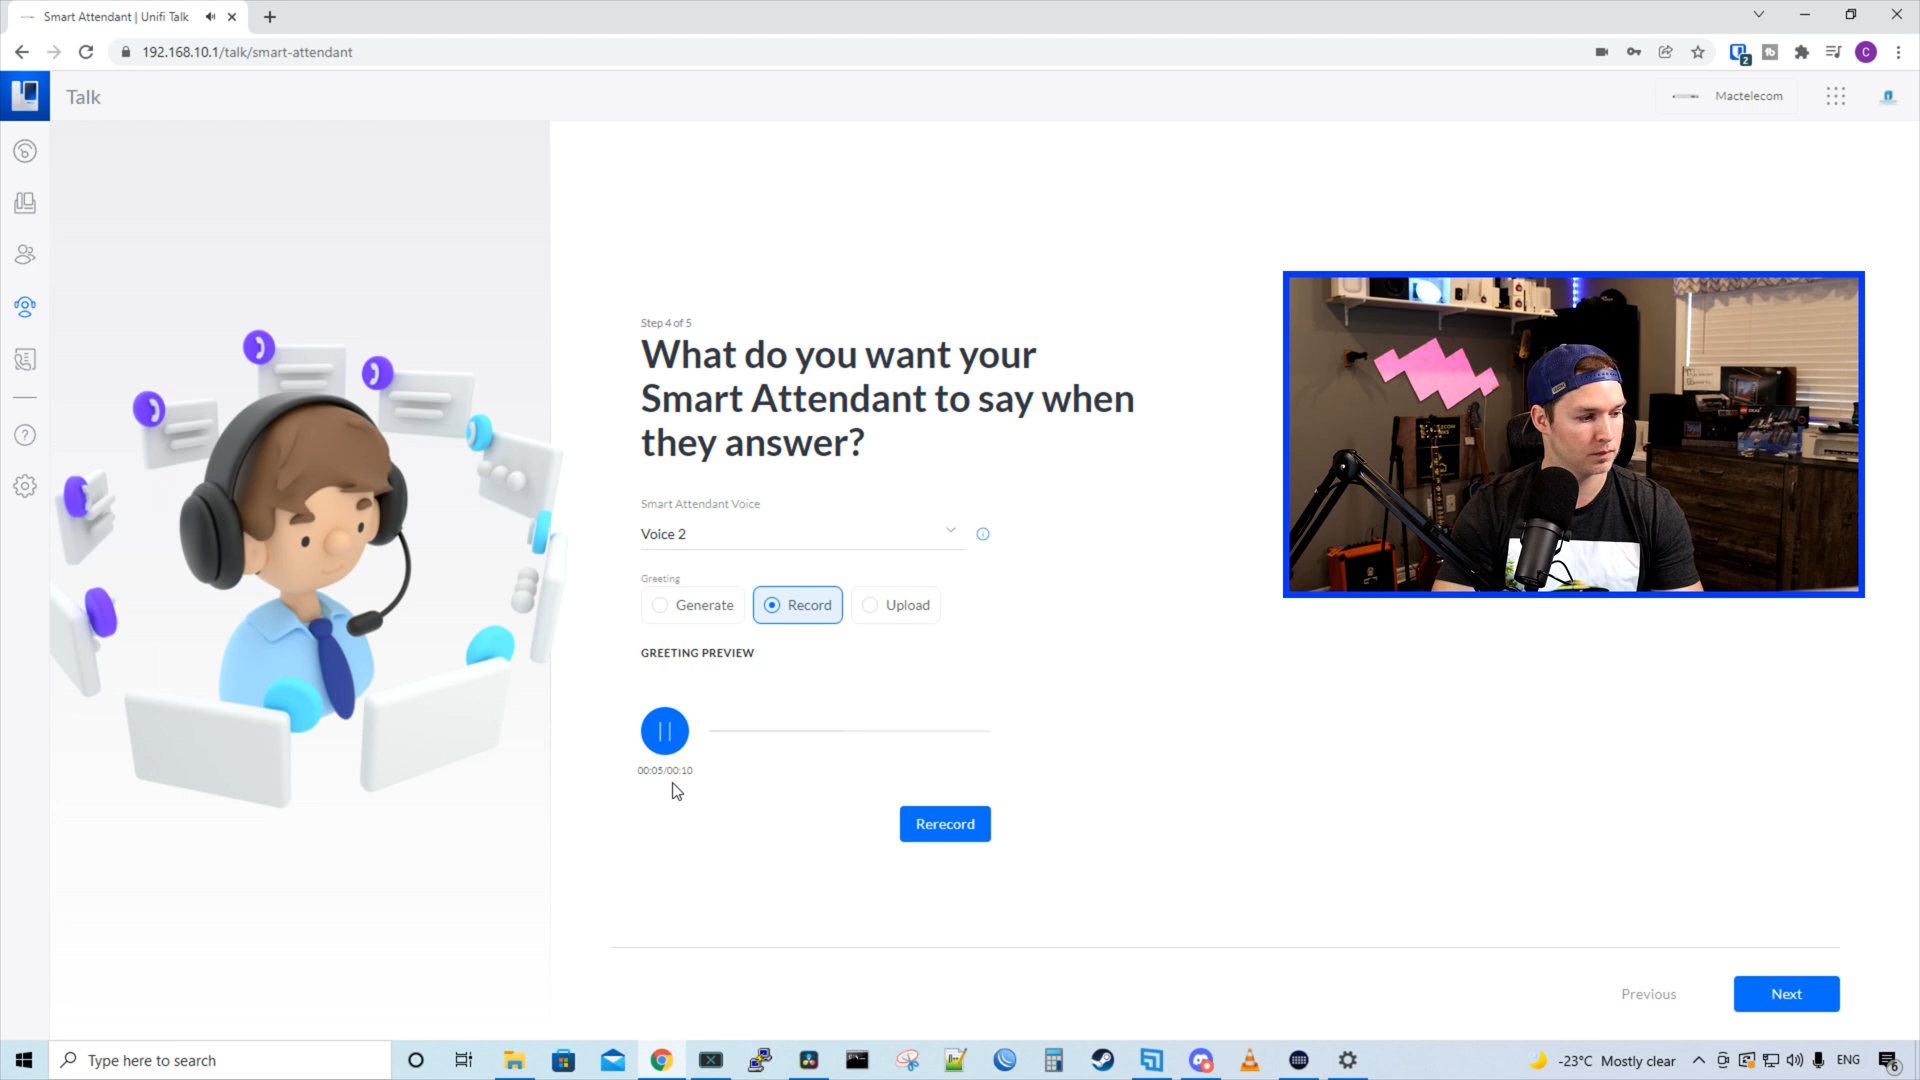 Smart Attendant | Unifi Talk
192.168.10.1/talk/smart-attendant
2
C
Talk
Mactelecom
Step 4 of 5
What do you want your
Smart Attendant to say when
they answer?
Smart Attendant Voice
Voice 2
Greeting
Generate
Record
Upload
GREETING PREVIEW
00:05/00:10
Rerecord
Previous
Next
Type here to search
-23°C Mostly clear
ENG
6